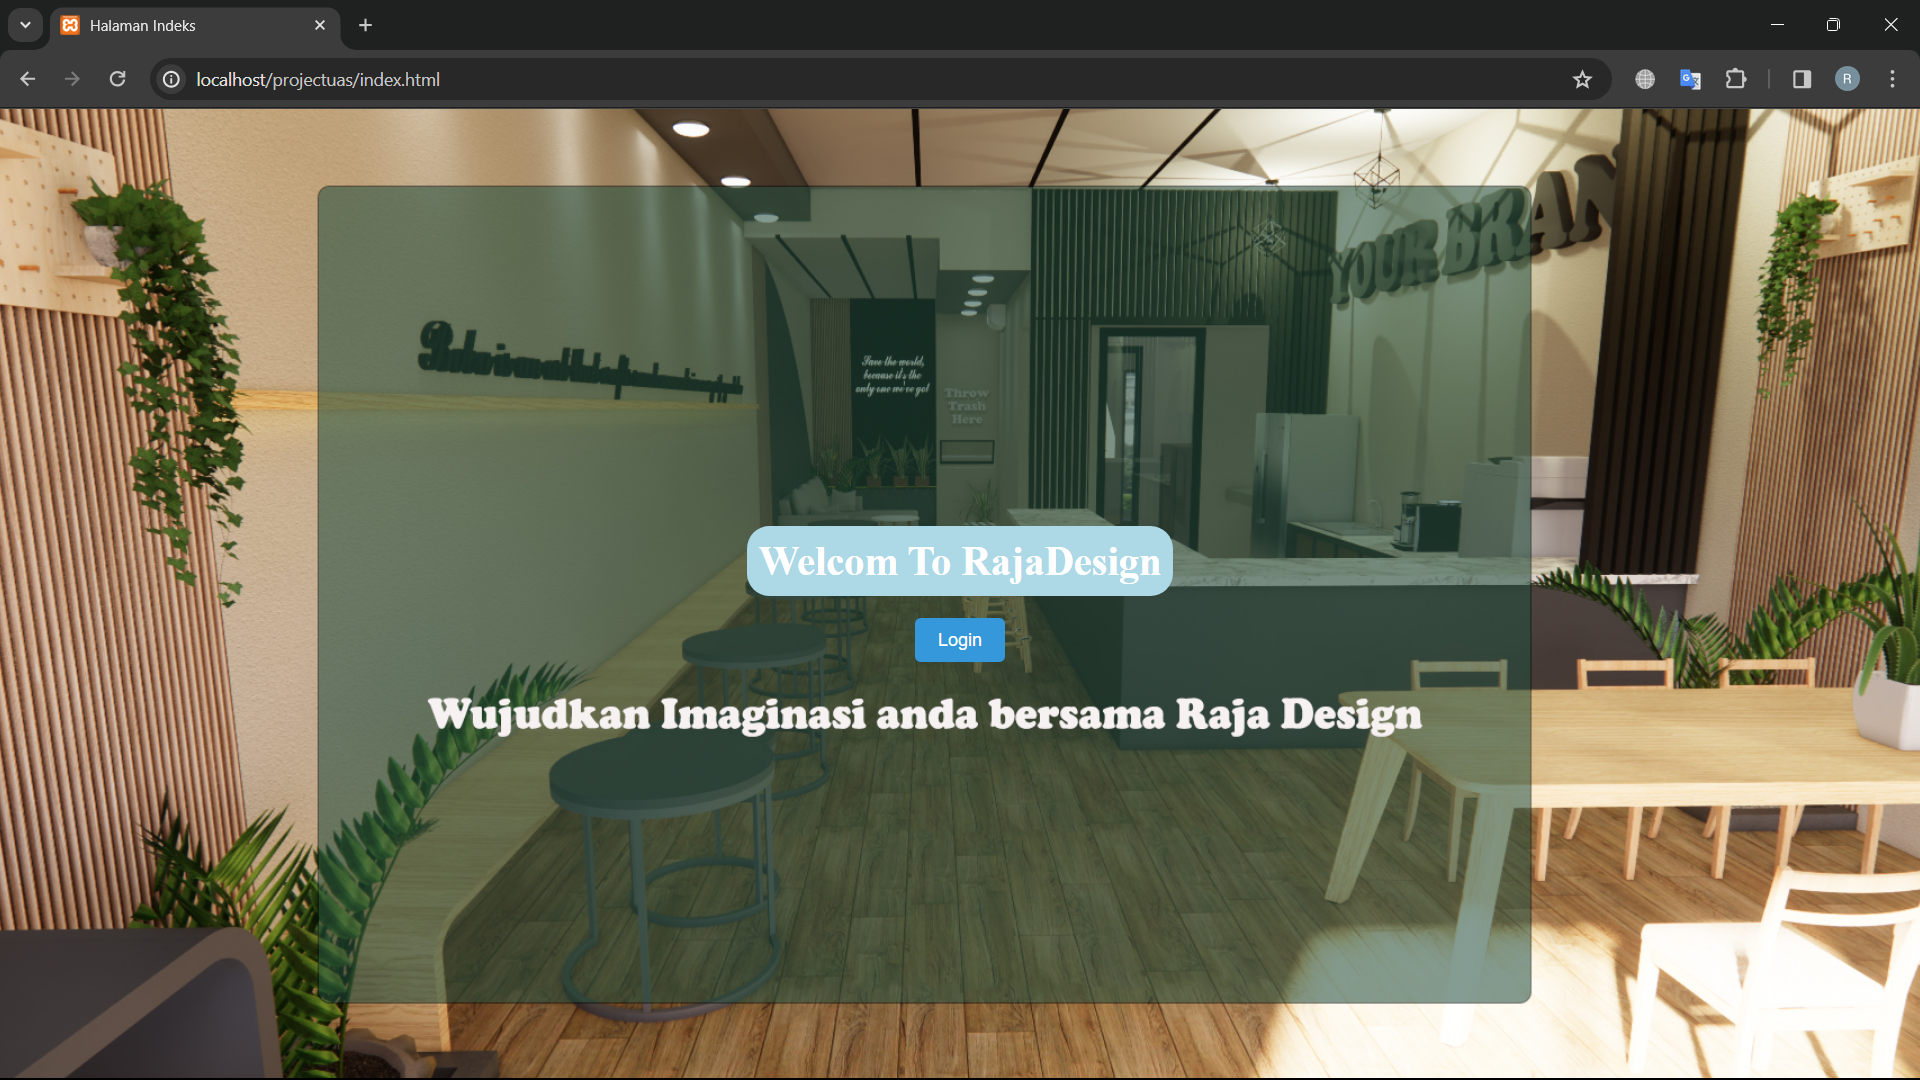 Halaman Indeks
localhost/projectuas/index.html
R
YOUR BRAN
Save the world,
because it's the
only one we've got
Throw
Trash
Here
Welcom To RajaDesign
Login
Wujudkan Imaginasi anda bersama Raja Design